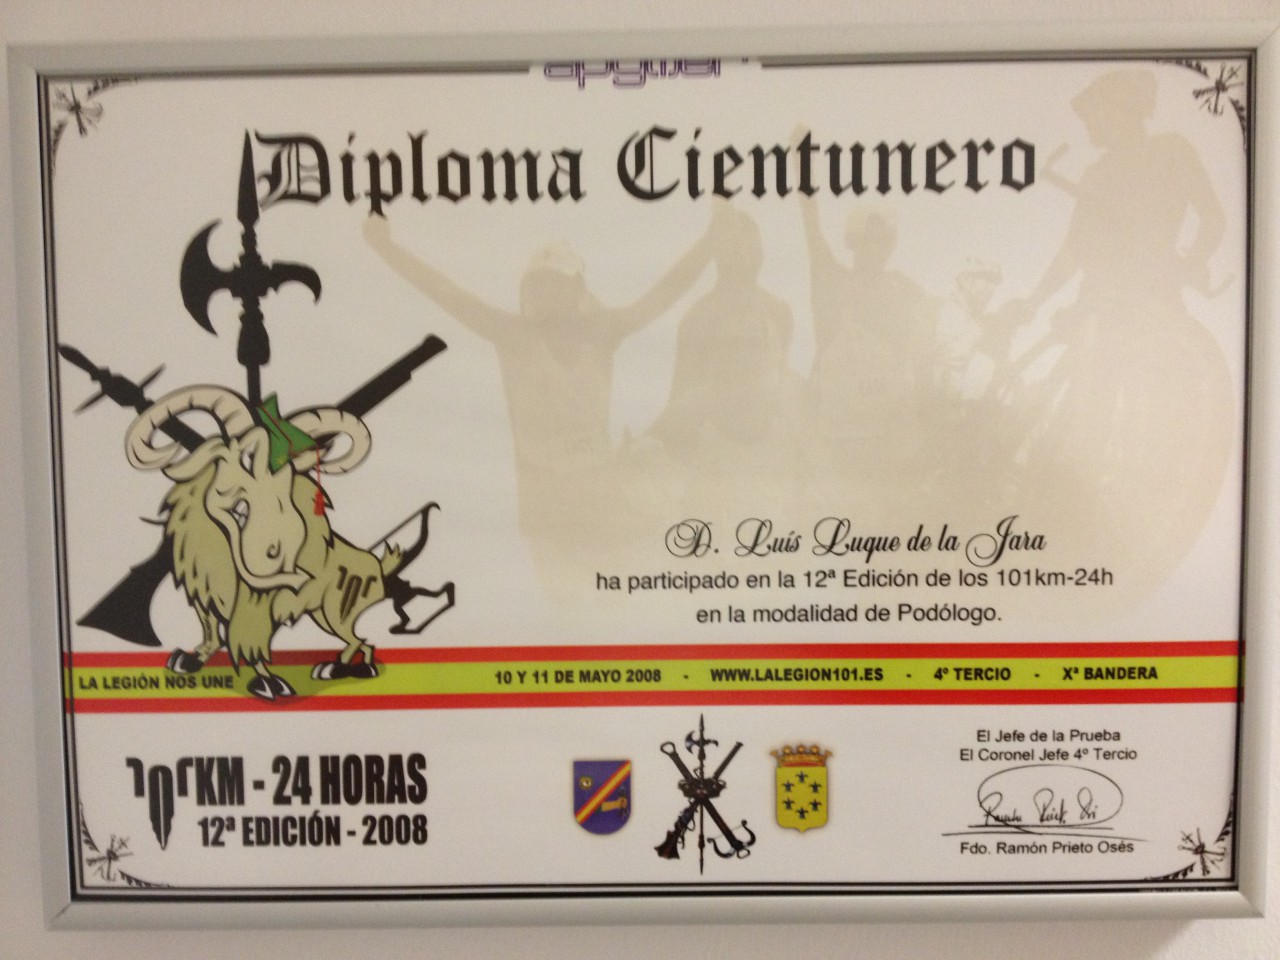 Diploma Cientunero
D. Luís Luque de la Jara
ha participado en la 12ª Edición de los 101km-24h
en la modalidad de Podólogo.
LA LEGIÓN NOS UNE
10 Y 11 DE MAYO 2008 - WWW.LALEGION101.ES - 4º TERCIO - Xª BANDERA
101KM - 24 HORAS
12ª EDICIÓN - 2008
El Jefe de la Prueba
El Coronel Jefe 4º Tercio
Fdo. Ramón Prieto Osés
101